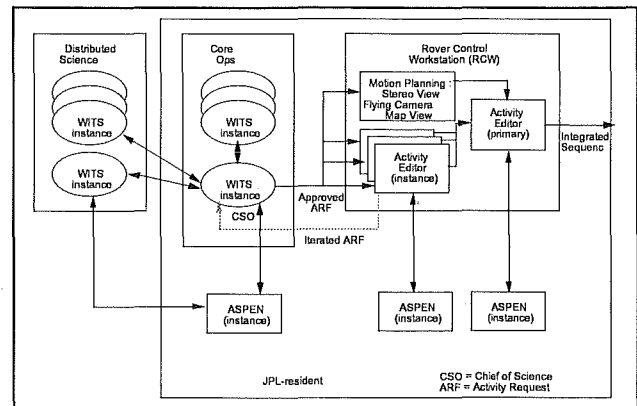 Distributed
Science
WITS
instance
WITS
instance
Core
Ops
WITS
instance
WITS
instance
CSO
Rover Control
Workstation (RCW)
Motion Planning
Stereo View
Flying Camera
Map View
Activity
Editor
(primary)
Integrated
Sequenc
Activity
Editor
(instance)
Approved
ARF
Iterated ARF
ASPEN
(instance)
ASPEN
(instance)
ASPEN
(instance)
JPL-resident
CSO = Chief of Science
ARF = Activity Request